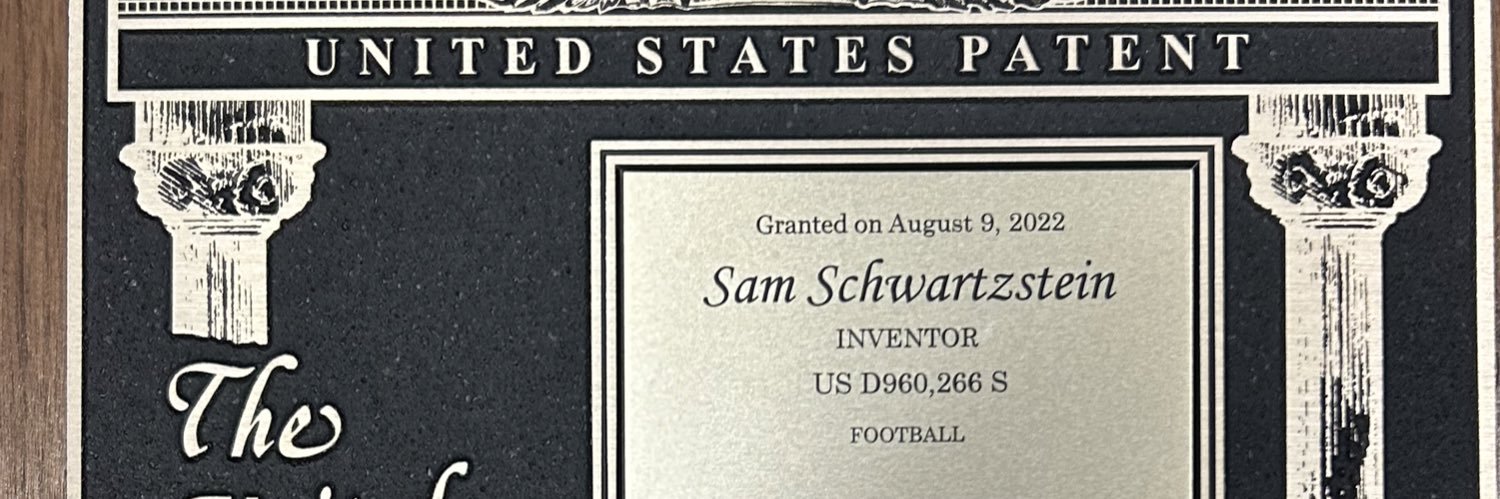 UNITED STATES PATENT
Granted on August 9, 2022
Sam Schwartzstein
INVENTOR
US D960,266 S
FOOTBALL
The